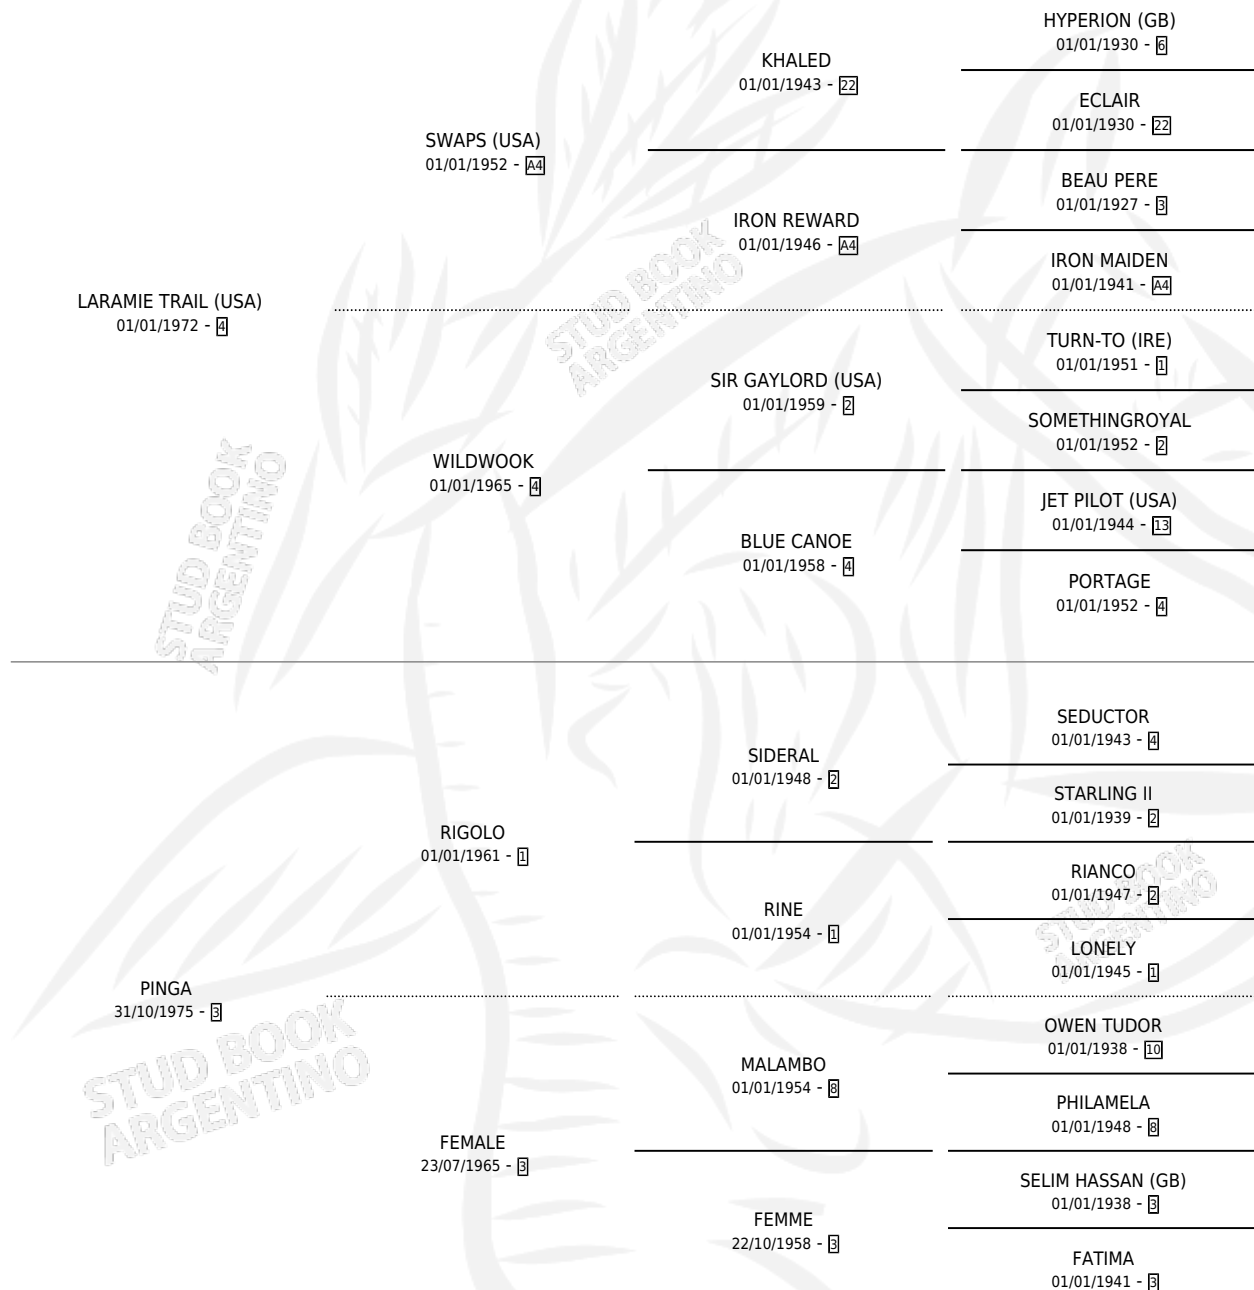 HYPERION (GB)
01/01/1930 - 6
KHALED
01/01/1943 - 22
ECLAIR
01/01/1930 - 22
SWAPS (USA)
01/01/1952 - A4
BEAU PERE
01/01/1927 - 3
IRON REWARD
01/01/1946 - A4
IRON MAIDEN
01/01/1941 - A4
LARAMIE TRAIL (USA)
01/01/1972 - 4
TURN-TO (IRE)
01/01/1951 - 1
SIR GAYLORD (USA)
01/01/1959 - 2
SOMETHINGROYAL
01/01/1952 - 2
WILDWOOK
01/01/1965 - 4
JET PILOT (USA)
01/01/1944 - 13
BLUE CANOE
01/01/1958 - 4
PORTAGE
01/01/1952 - 4
SEDUCTOR
01/01/1943 - 4
SIDERAL
01/01/1948 - 2
STARLING II
01/01/1939 - 2
RIGOLO
01/01/1961 - 1
RIANCO
01/01/1947 - 2
RINE
01/01/1954 - 1
LONELY
01/01/1945 - 1
PINGA
31/10/1975 - 3
OWEN TUDOR
01/01/1938 - 10
MALAMBO
01/01/1954 - 8
PHILAMELA
01/01/1948 - 8
FEMALE
23/07/1965 - 3
SELIM HASSAN (GB)
01/01/1938 - 3
FEMME
22/10/1958 - 3
FATIMA
01/01/1941 - 3
STUD BOOK
ARGENTINO
STUD BOOK
ARGENTINO
STUD BOOK
ARGENTINO
STUD BOOK
ARGENTINO